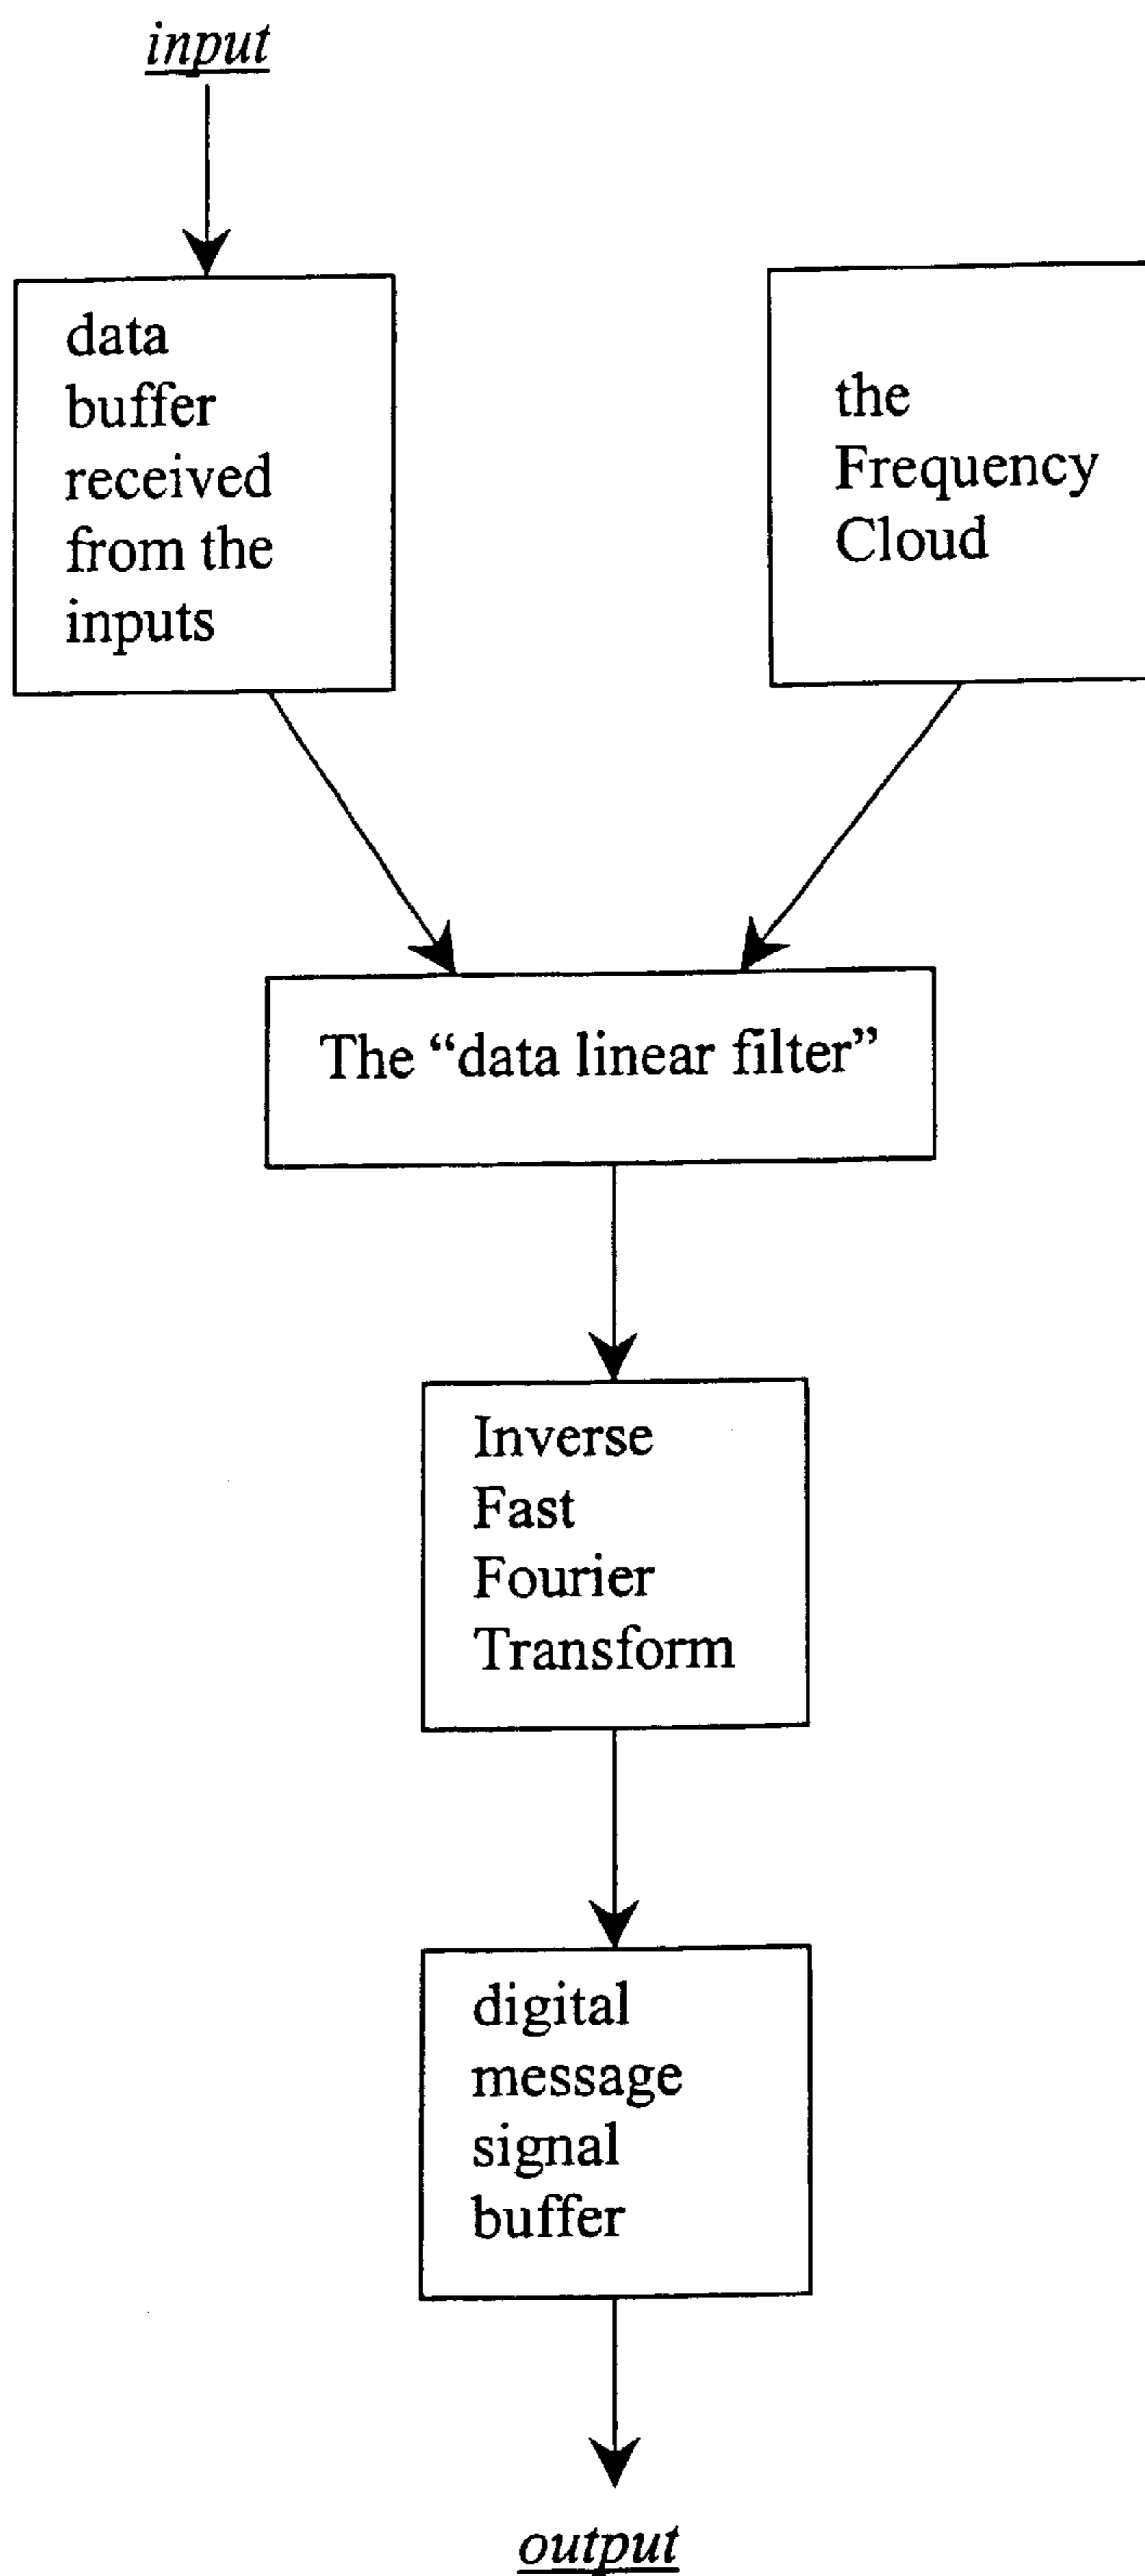 input
data
buffer
received
from the
inputs
the
Frequency
Cloud
The “data linear filter”
Inverse
Fast
Fourier
Transform
digital
message
signal
buffer
output